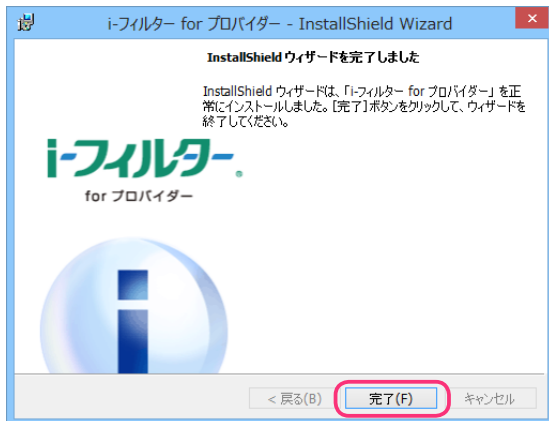 i-フィルター for プロバイダー - InstallShield Wizard
InstallShield ウィザードを完了しました
InstallShield ウィザードは、「i-フィルター for プロバイダー」を正
常にインストールしました。[完了]ボタンをクリックして、ウィザードを
終了してください。
i-フィルター®
for プロバイダー
i
< 戻る(B)
完了(F)
キャンセル